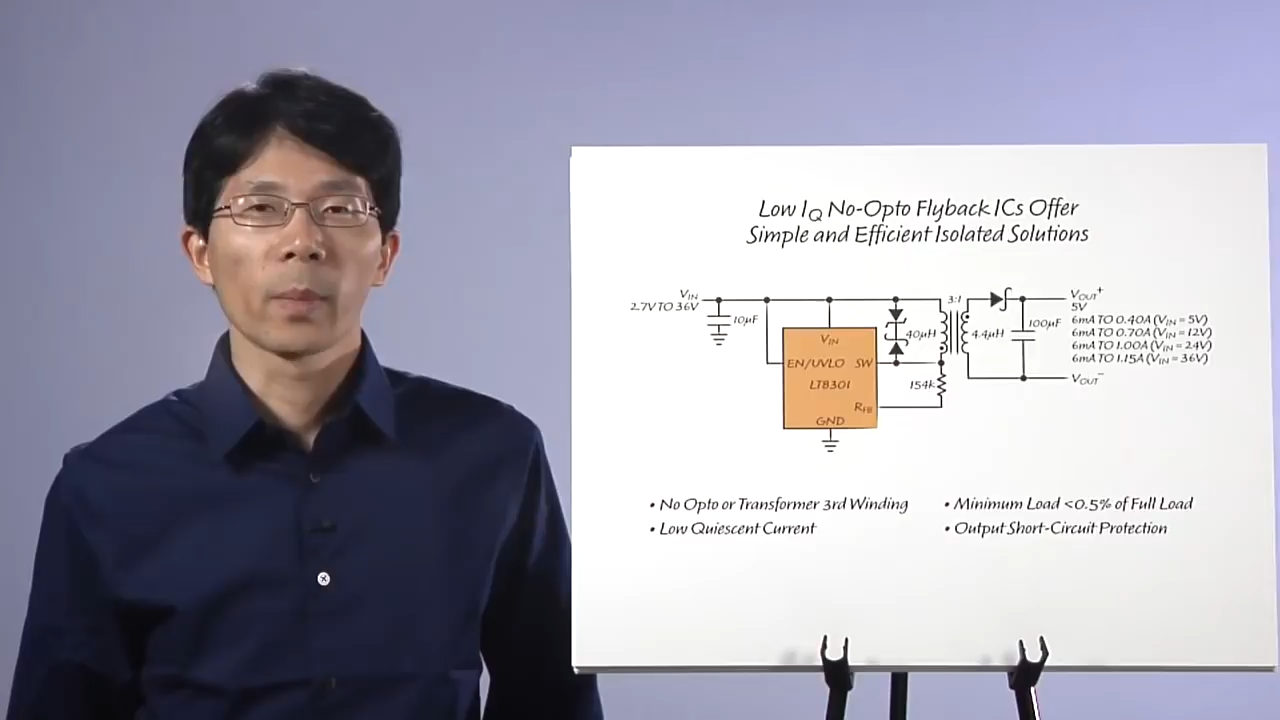 Low IQ No-Opto Flyback ICs Offer
Simple and Efficient Isolated Solutions
VIN
2.7V TO 36V
10µF
VIN
EN/UVLO SW
LT8301
RFB
GND
40µH
154k
3:1
4.4µH
100µF
VOUT+
5V
6mA TO 0.40A (VIN = 5V)
6mA TO 0.70A (VIN = 12V)
6mA TO 1.00A (VIN = 24V)
6mA TO 1.15A (VIN = 36V)
VOUT–
• No Opto or Transformer 3rd Winding
• Low Quiescent Current
• Minimum Load <0.5% of Full Load
• Output Short-Circuit Protection